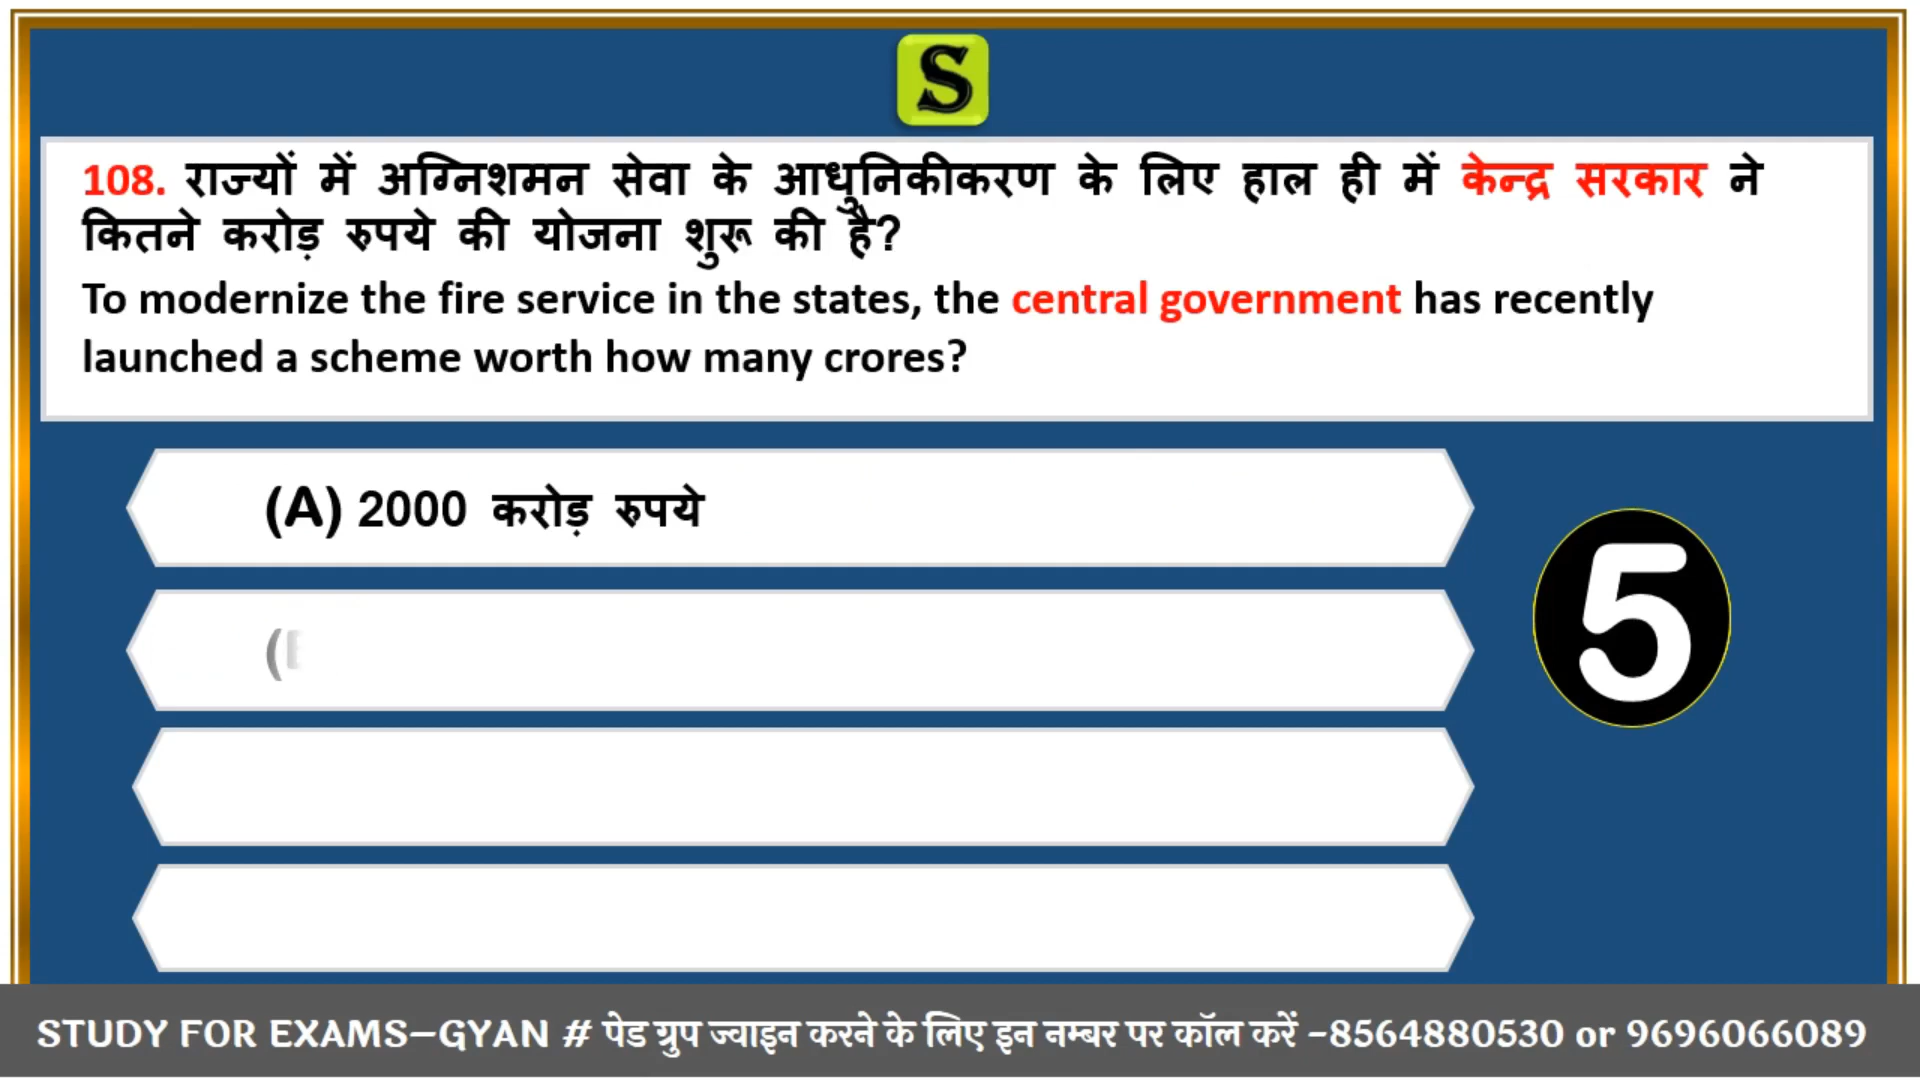 S
108. राज्यों में अग्निशमन सेवा के आधुनिकीकरण के लिए हाल ही में केन्द्र सरकार ने
कितने करोड़ रुपये की योजना शुरू की है?
To modernize the fire service in the states, the central government has recently
launched a scheme worth how many crores?
(A) 2000 करोड़ रुपये
5
STUDY FOR EXAMS–GYAN # पेड ग्रुप ज्वाइन करने के लिए इन नम्बर पर कॉल करें –8564880530 or 9696066089